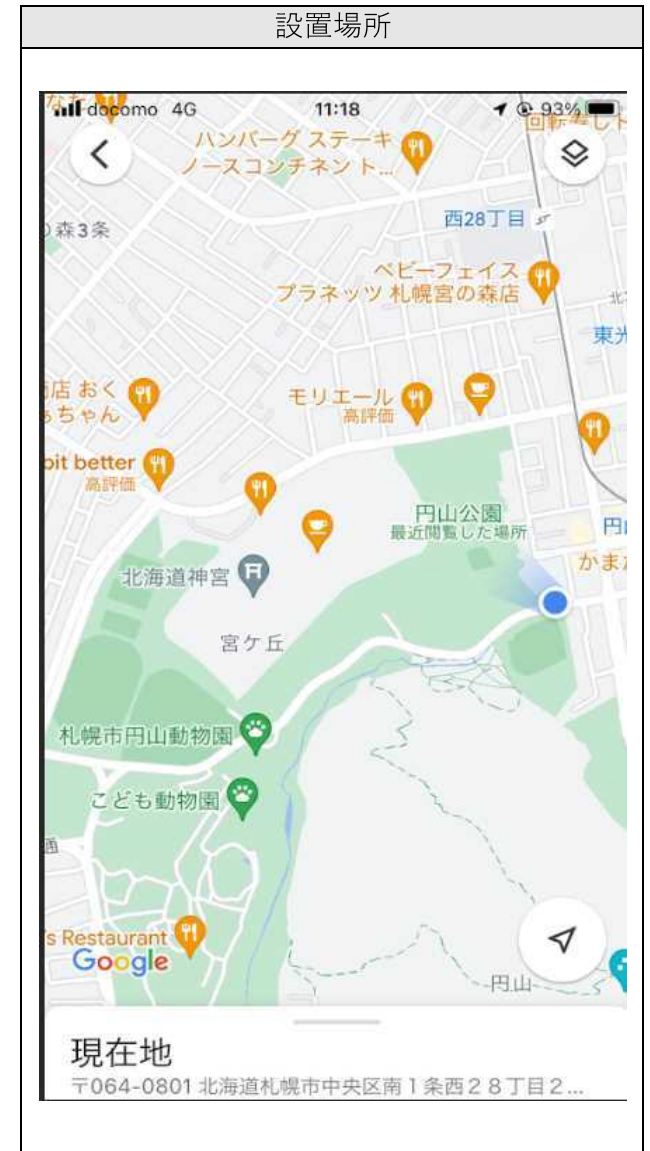 設置場所
docomo 4G
11:18
93%
ハンバーグ ステーキ
ノースコンチネント...
森3条
西28丁目
ベビーフェイス
プラネッツ 札幌宮の森店
東光
店 おく
ちゃん
モリエール
高評価
bit better
高評価
円山公園
最近閲覧した場所
円山
かまた
北海道神宮
宮ケ丘
札幌市円山動物園
こども動物園
's Restaurant
Google
円山
現在地
〒064-0801 北海道札幌市中央区南1条西28丁目2...